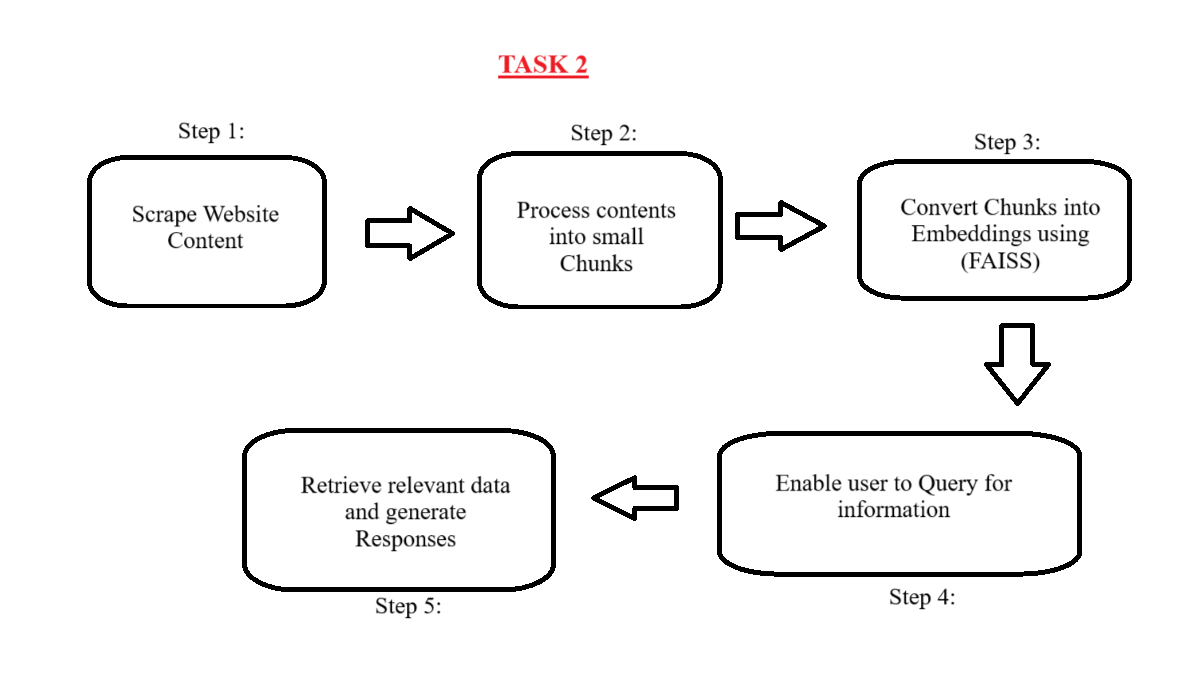 TASK 2
Step 1:
Scrape Website
Content
Step 2:
Process contents
into small
Chunks
Step 3:
Convert Chunks into
Embeddings using
(FAISS)
Enable user to Query for
information
Step 4:
Retrieve relevant data
and generate
Responses
Step 5: